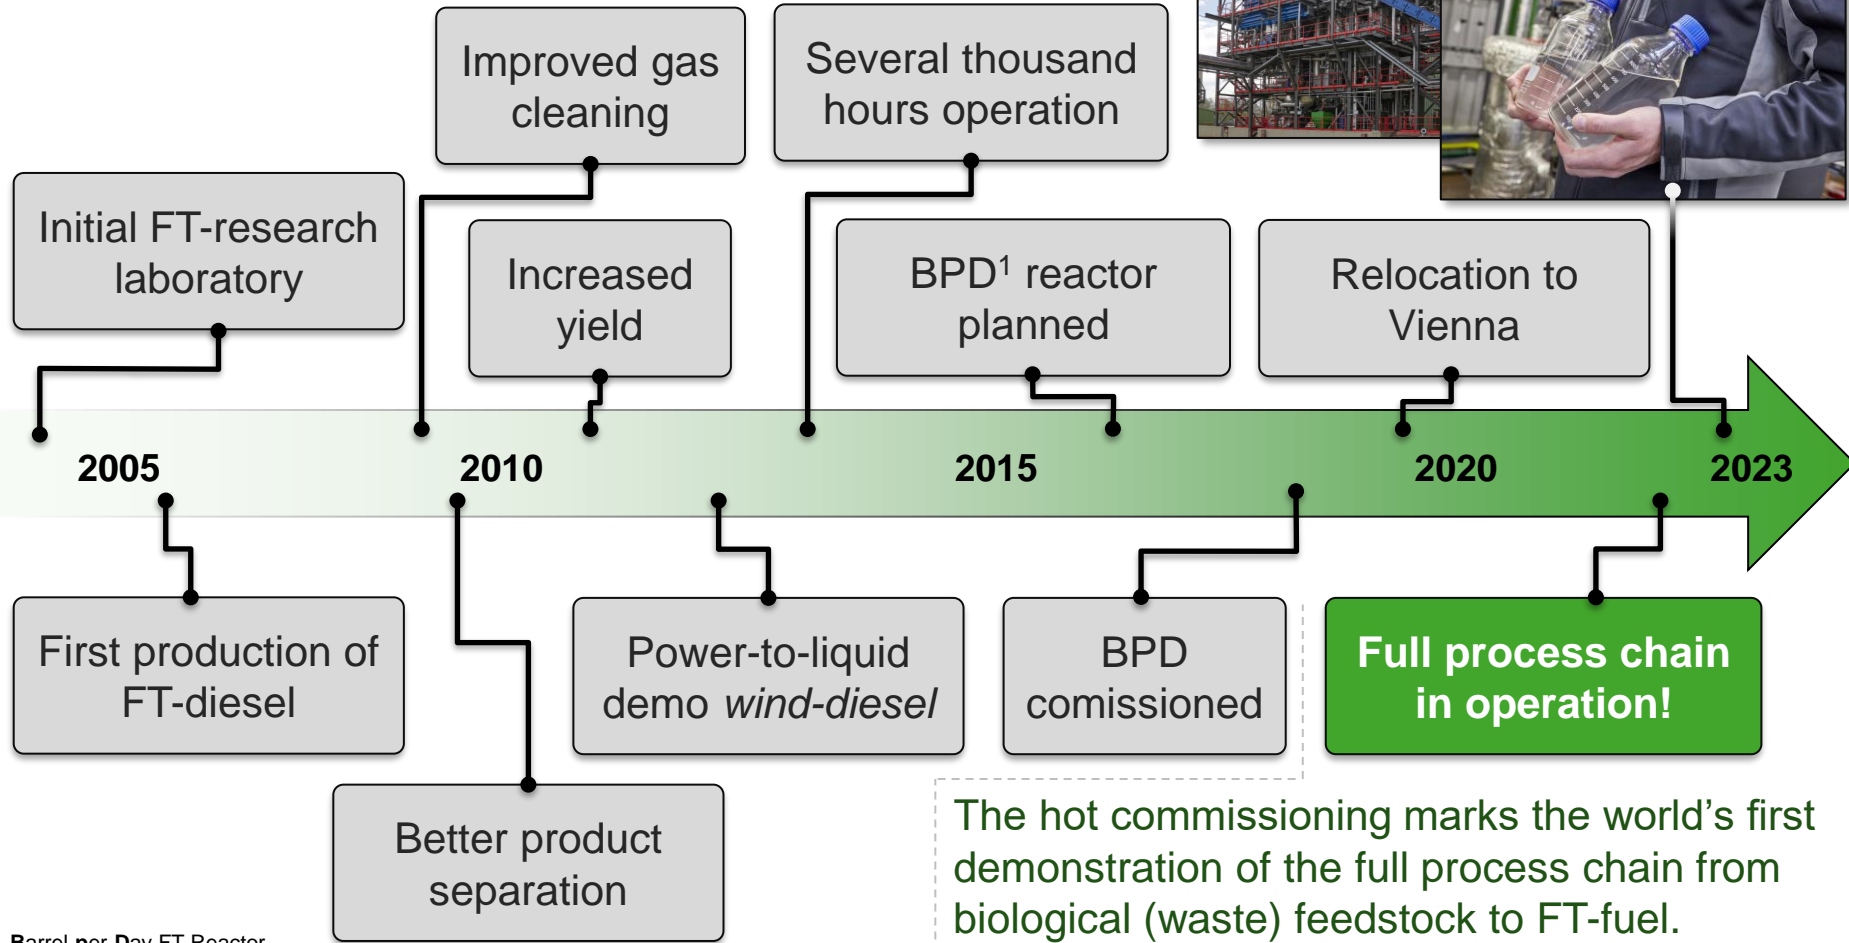 Improved gas
cleaning
Several thousand
hours operation
Initial FT-research
laboratory
Increased
yield
BPD¹ reactor
planned
Relocation to
Vienna
2005
2010
2015
2020
2023
First production of
FT-diesel
Power-to-liquid
demo wind-diesel
BPD
comissioned
Full process chain
in operation!
Better product
separation
The hot commissioning marks the world's first
demonstration of the full process chain from
biological (waste) feedstock to FT-fuel.
Barrel per Day FT Reactor